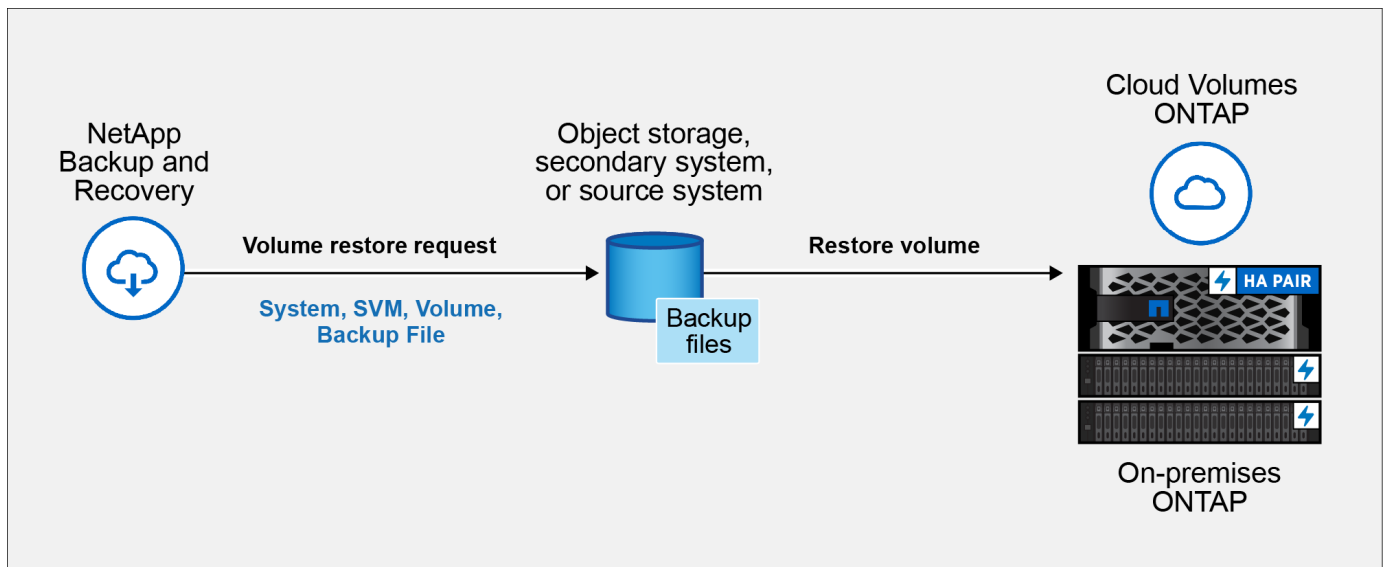 NetApp
Backup and
Recovery
Volume restore request
System, SVM, Volume,
Backup File
Object storage,
secondary system,
or source system
Backup
files
Restore volume
Cloud Volumes
ONTAP
HA PAIR
On-premises
ONTAP